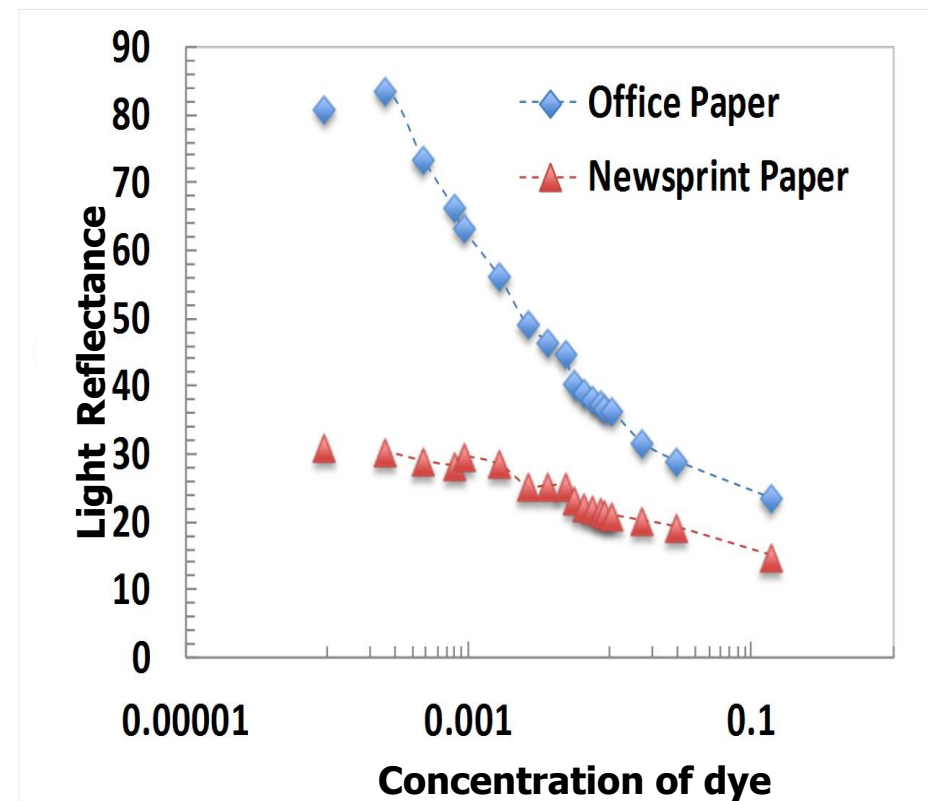 90
80
70
60
50
40
30
20
10
0
Light Reflectance
Office Paper
Newsprint Paper
0.00001 0.001 0.1
Concentration of dye